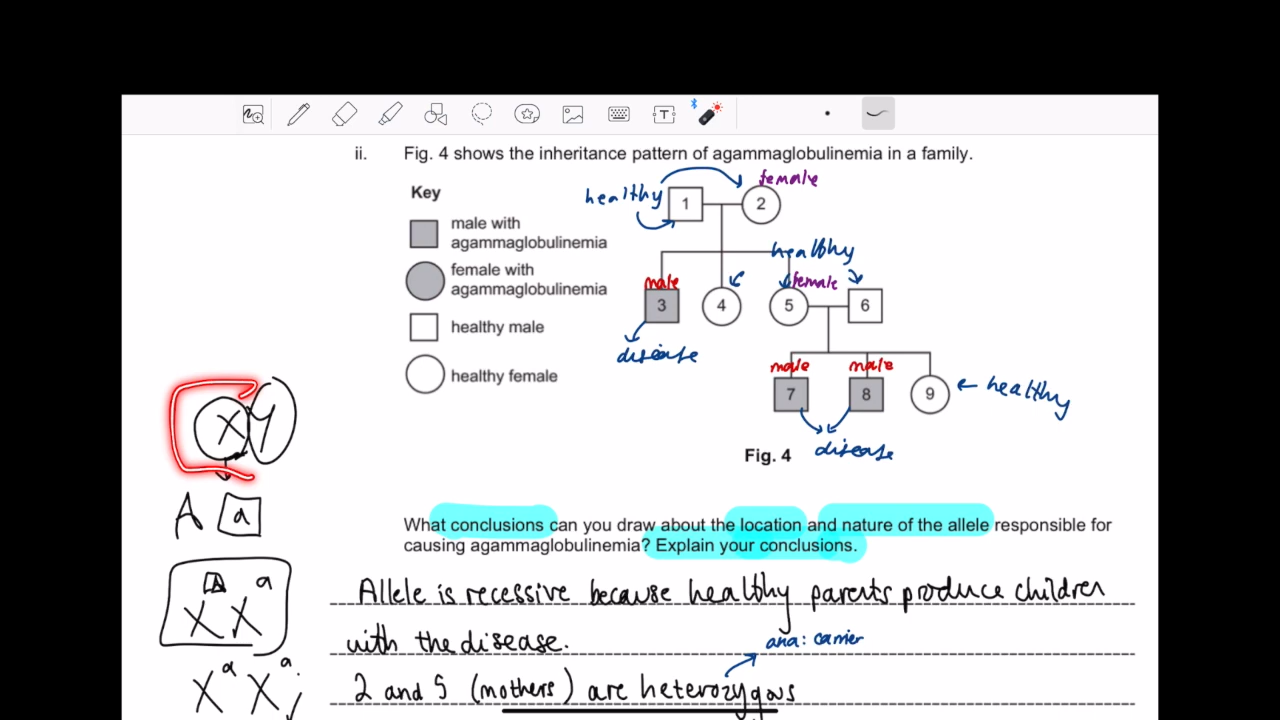 ii. Fig. 4 shows the inheritance pattern of agammaglobulinemia in a family.
Key
male with
agammaglobulinemia
female with
agammaglobulinemia
healthy male
healthy female
female
healthy 1 2
healthy
male female
3 4 5 6
disease
male male
7 8 9 healthy
Fig. 4 disease
X Y
A a
A a
X X
a a
X X
What conclusions can you draw about the location and nature of the allele responsible for
causing agammaglobulinemia? Explain your conclusions.
Allele is recessive because healthy parents produce children
with the disease.
aka: carrier
2 and 5 (mothers) are heterozygous